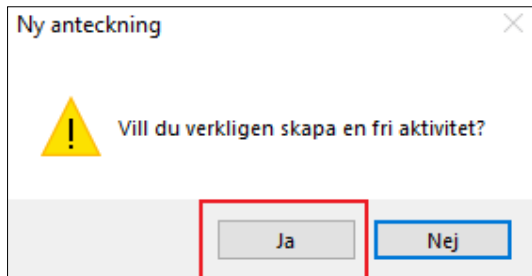 Ny anteckning
Vill du verkligen skapa en fri aktivitet?
Ja Nej